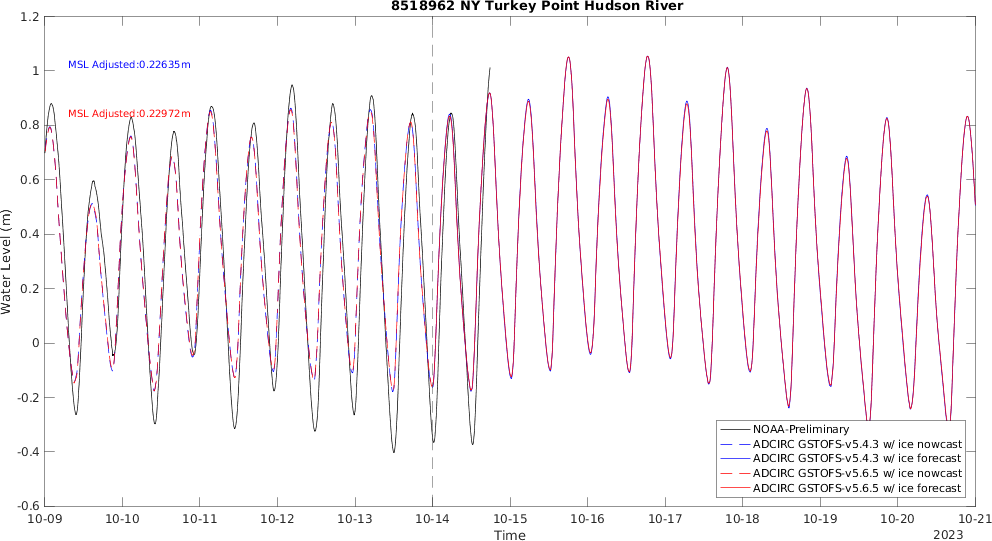 8518962 NY Turkey Point Hudson River
1.2
1
0.8
0.6
0.4
0.2
0
-0.2
-0.4
-0.6
Water Level (m)
MSL Adjusted:0.22635m
MSL Adjusted:0.22972m
NOAA-Preliminary
ADCIRC GSTOFS-v5.4.3 w/ ice nowcast
ADCIRC GSTOFS-v5.4.3 w/ ice forecast
ADCIRC GSTOFS-v5.6.5 w/ ice nowcast
ADCIRC GSTOFS-v5.6.5 w/ ice forecast
10-09 10-10 10-11 10-12 10-13 10-14 10-15 10-16 10-17 10-18 10-19 10-20 10-21
Time
2023